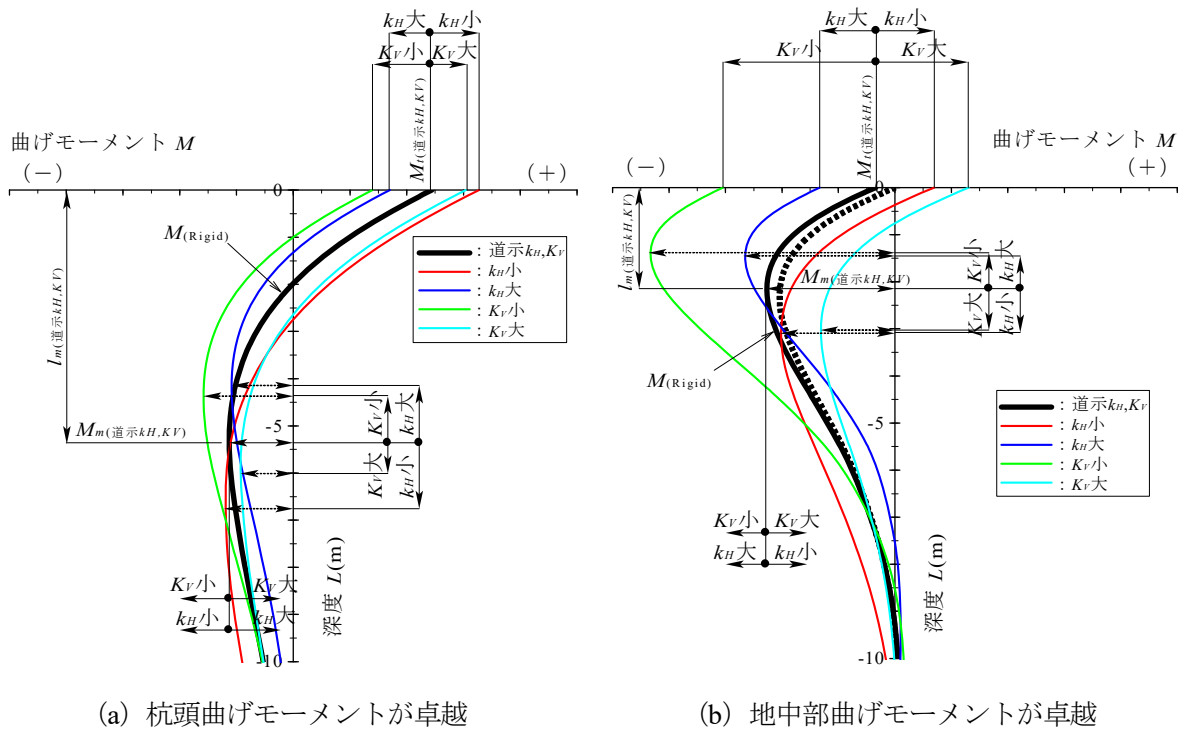 kH大 kH小
KV小 KV大
Mt(道示kH,KV)
曲げモーメント M
(-) (+)
0
lm(道示kH,KV)
M(Rigid)
: 道示kH,KV
: kH小
: kH大
: KV小
: KV大
KV小 kH大
-5
Mm(道示kH,KV)
KV大 kH小
KV小 KV大
kH小 kH大
深度 L(m)
-10
(a) 杭頭曲げモーメントが卓越
kH大 kH小
KV小 KV大
Mt(道示kH,KV)
曲げモーメント M
(-) (+)
0
lm(道示kH,KV)
Mm(道示kH,KV)
KV小 kH大
KV大 kH小
M(Rigid)
: 道示kH,KV
: kH小
: kH大
: KV小
: KV大
-5
KV小 KV大
kH大 kH小
深度 L(m)
-10
(b) 地中部曲げモーメントが卓越